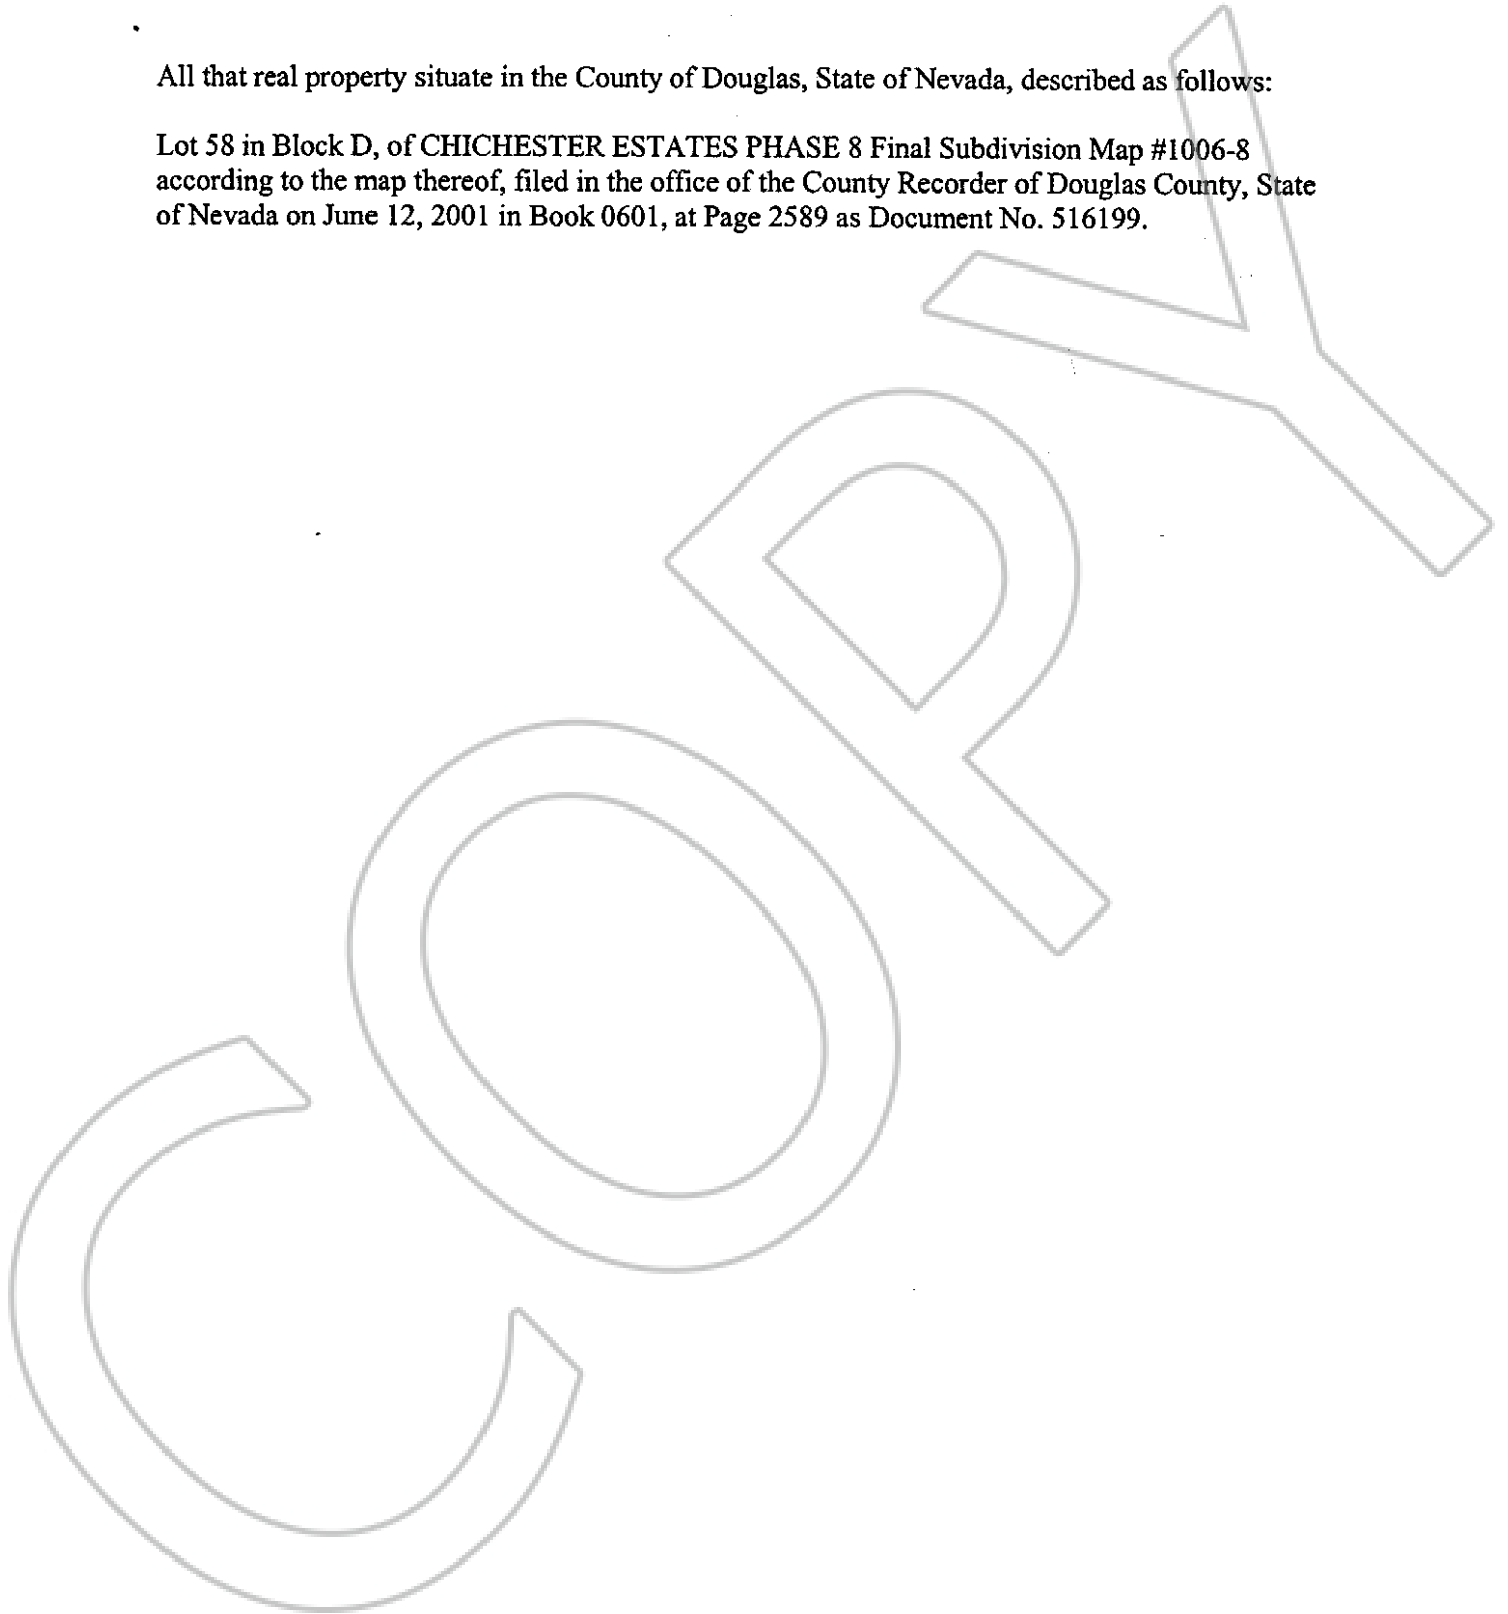 All that real property situate in the County of Douglas, State of Nevada, described as follows:
Lot 58 in Block D, of CHICHESTER ESTATES PHASE 8 Final Subdivision Map #1006-8
according to the map thereof, filed in the office of the County Recorder of Douglas County, State
of Nevada on June 12, 2001 in Book 0601, at Page 2589 as Document No. 516199.
COPY